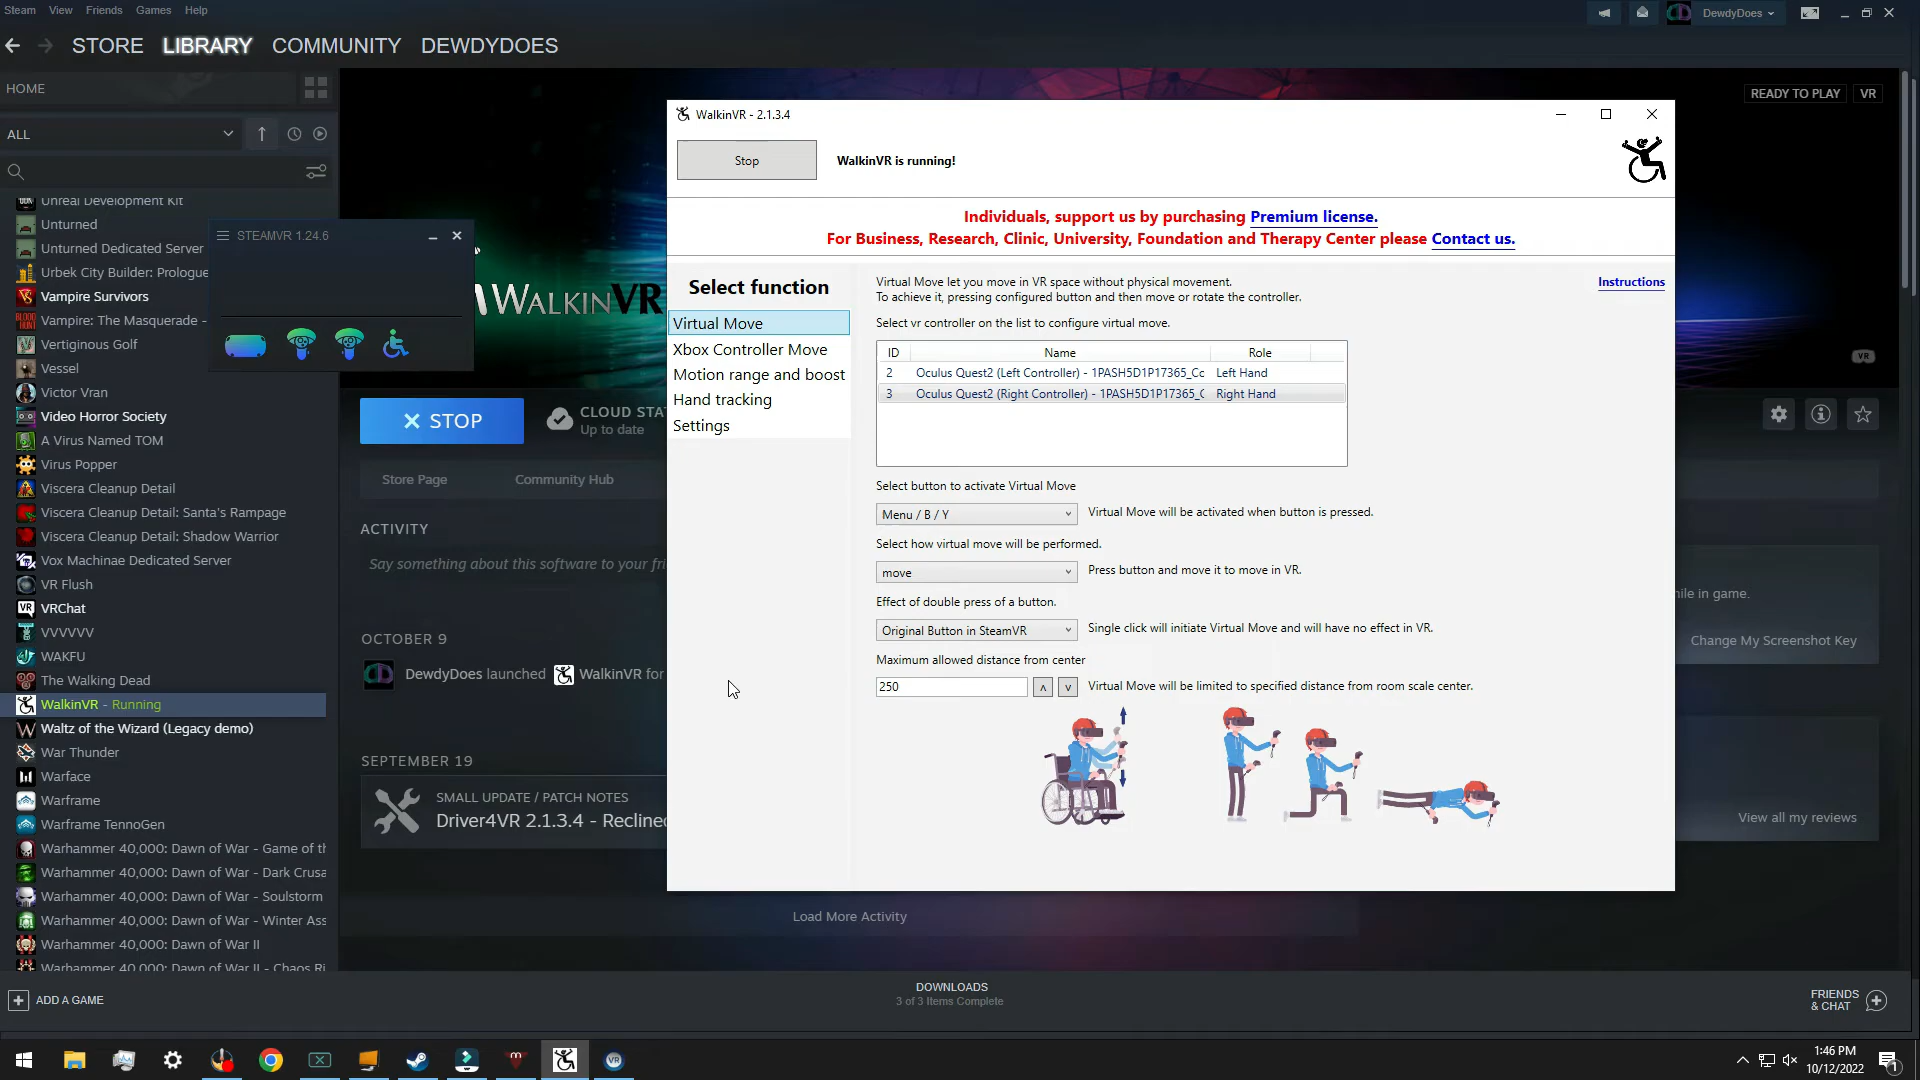 Steam View Friends Games Help
DewdyDoes
STORE LIBRARY COMMUNITY DEWDYDOES
HOME
ALL
Unreal Development Kit
Unturned
Unturned Dedicated Server
Urbek City Builder: Prologue
Vampire Survivors
Vampire: The Masquerade -
Vertiginous Golf
Vessel
Victor Vran
Video Horror Society
A Virus Named TOM
Virus Popper
Viscera Cleanup Detail
Viscera Cleanup Detail: Santa's Rampage
Viscera Cleanup Detail: Shadow Warrior
Vox Machinae Dedicated Server
VR Flush
VRChat
VVVVVV
WAKFU
The Walking Dead
WalkinVR - Running
Waltz of the Wizard (Legacy demo)
War Thunder
Warface
Warframe
Warframe TennoGen
Warhammer 40,000: Dawn of War - Game of th
Warhammer 40,000: Dawn of War - Dark Crusa
Warhammer 40,000: Dawn of War - Soulstorm
Warhammer 40,000: Dawn of War - Winter Ass
Warhammer 40,000: Dawn of War II
Warhammer 40,000: Dawn of War II - Chaos Ri
ADD A GAME
STEAMVR 1.24.6
WALKINVR
READY TO PLAY VR
VR
STOP
CLOUD STA
Up to date
Store Page Community Hub
ACTIVITY
Say something about this software to your fri
OCTOBER 9
DewdyDoes launched WalkinVR for
SEPTEMBER 19
SMALL UPDATE / PATCH NOTES
Driver4VR 2.1.3.4 - Recline
Load More Activity
WalkinVR - 2.1.3.4
Stop
WalkinVR is running!
Individuals, support us by purchasing Premium license.
For Business, Research, Clinic, University, Foundation and Therapy Center please Contact us.
Select function
Virtual Move
Xbox Controller Move
Motion range and boost
Hand tracking
Settings
Virtual Move let you move in VR space without physical movement.
To achieve it, pressing configured button and then move or rotate the controller.
Instructions
Select vr controller on the list to configure virtual move.
ID Name Role
2 Oculus Quest2 (Left Controller) - 1PASH5D1P17365_Cc Left Hand
3 Oculus Quest2 (Right Controller) - 1PASH5D1P17365_C Right Hand
Select button to activate Virtual Move
Menu / B / Y
Virtual Move will be activated when button is pressed.
Select how virtual move will be performed.
move
Press button and move it to move in VR.
Effect of double press of a button.
Original Button in SteamVR
Single click will initiate Virtual Move and will have no effect in VR.
Maximum allowed distance from center
250
Virtual Move will be limited to specified distance from room scale center.
ile in game.
Change My Screenshot Key
View all my reviews
DOWNLOADS
3 of 3 Items Complete
FRIENDS
& CHAT
VR
1:46 PM
10/12/2022
1